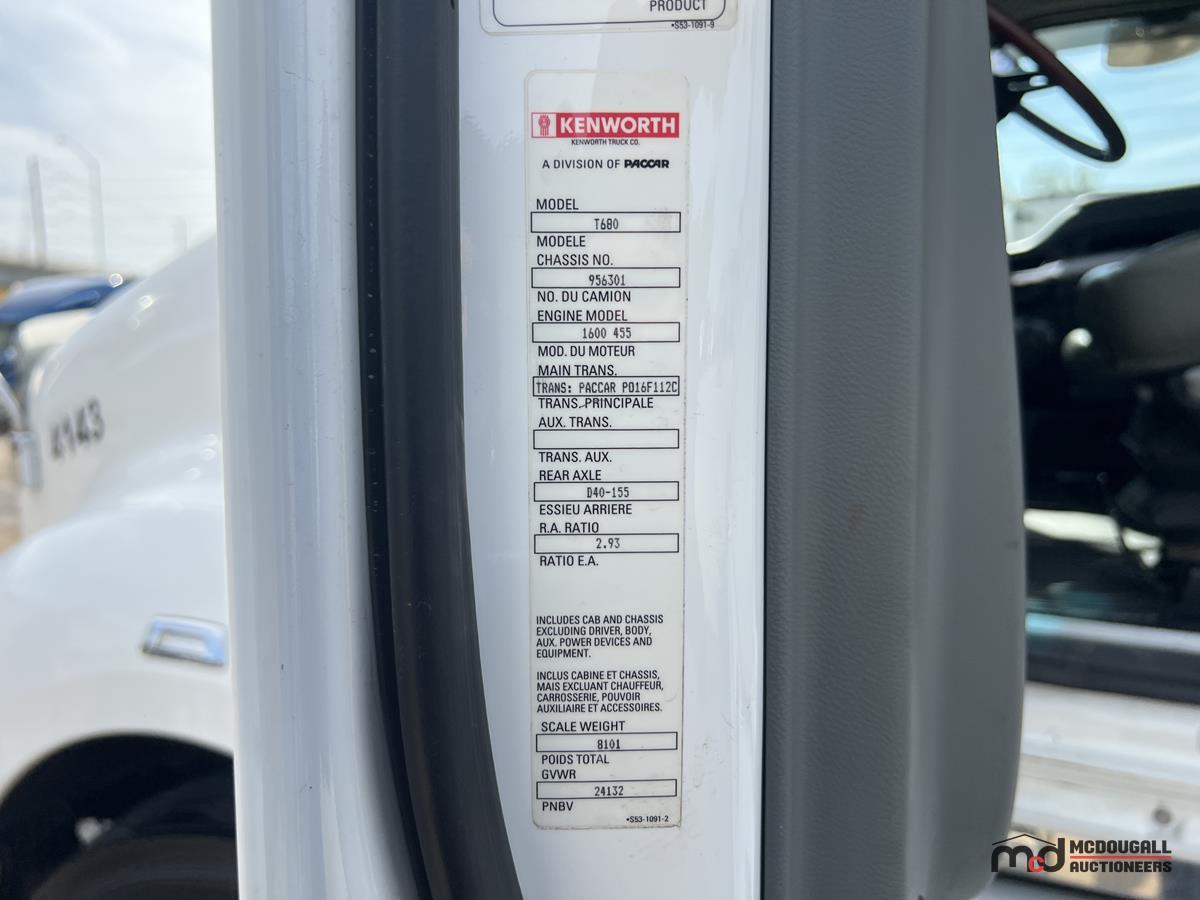 PRODUCT
•S53-1091-9
KENWORTH
KENWORTH TRUCK CO.
A DIVISION OF PACCAR
MODEL
T680
MODELE
CHASSIS NO.
956301
NO. DU CAMION
ENGINE MODEL
1600 455
MOD. DU MOTEUR
MAIN TRANS.
TRANS: PACCAR PO16F112C
TRANS. PRINCIPALE
AUX. TRANS.
TRANS. AUX.
REAR AXLE
D40-155
ESSIEU ARRIERE
R.A. RATIO
2.93
RATIO E.A.
INCLUDES CAB AND CHASSIS
EXCLUDING DRIVER, BODY,
AUX. POWER DEVICES AND
EQUIPMENT.
INCLUS CABINE ET CHASSIS,
MAIS EXCLUANT CHAUFFEUR,
CARROSSERIE, POUVOIR
AUXILIAIRE ET ACCESSOIRES.
SCALE WEIGHT
8101
POIDS TOTAL
GVWR
24132
PNBV
•S53-1091-2
4143
mcd MCDOUGALL
AUCTIONEERS